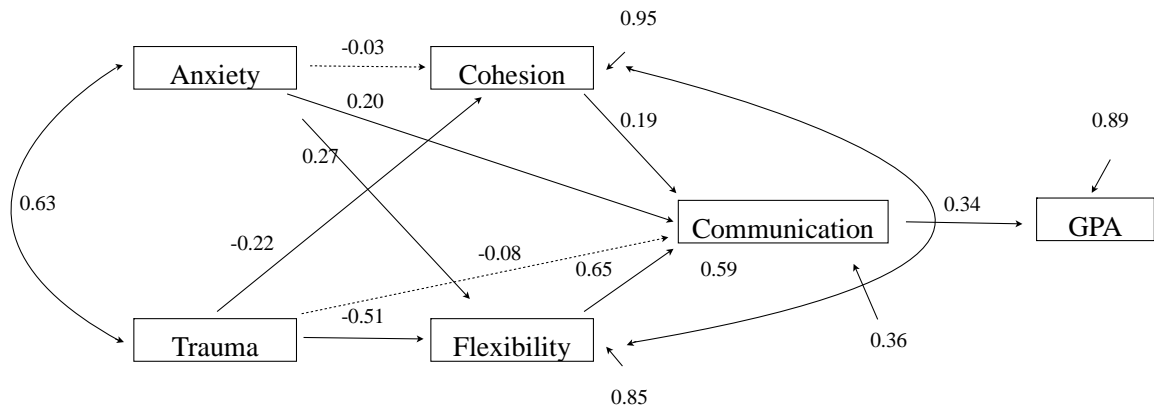 0.95
-0.03
Anxiety
Cohesion
0.20
0.19
0.89
0.27
0.63
0.34
Communication
GPA
-0.22
-0.08
0.65
0.59
-0.51
Trauma
Flexibility
0.36
0.85